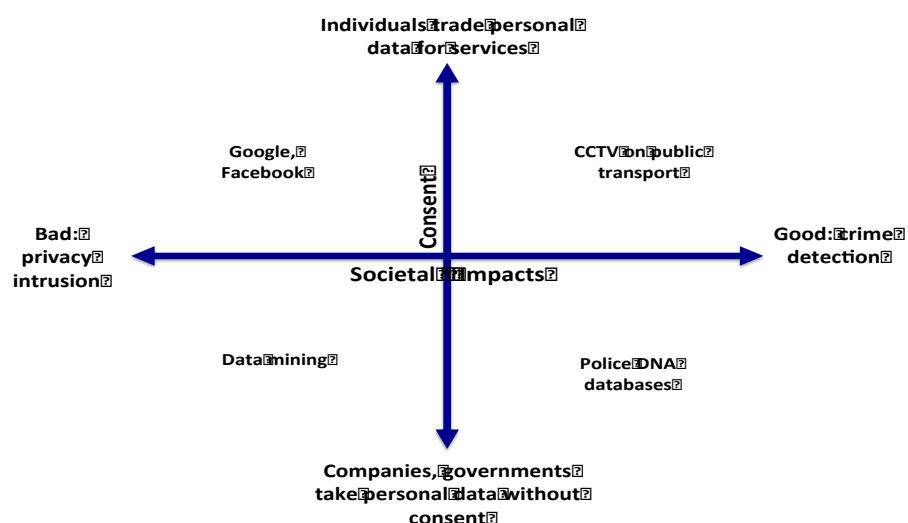 Individuals trade personal
data for services
Google,
Facebook
CCTV on public
transport
Consent
Bad:
privacy
intrusion
Good: crime
detection
Societal Impacts
Data mining
Police DNA
databases
Companies, governments
take personal data without
consent